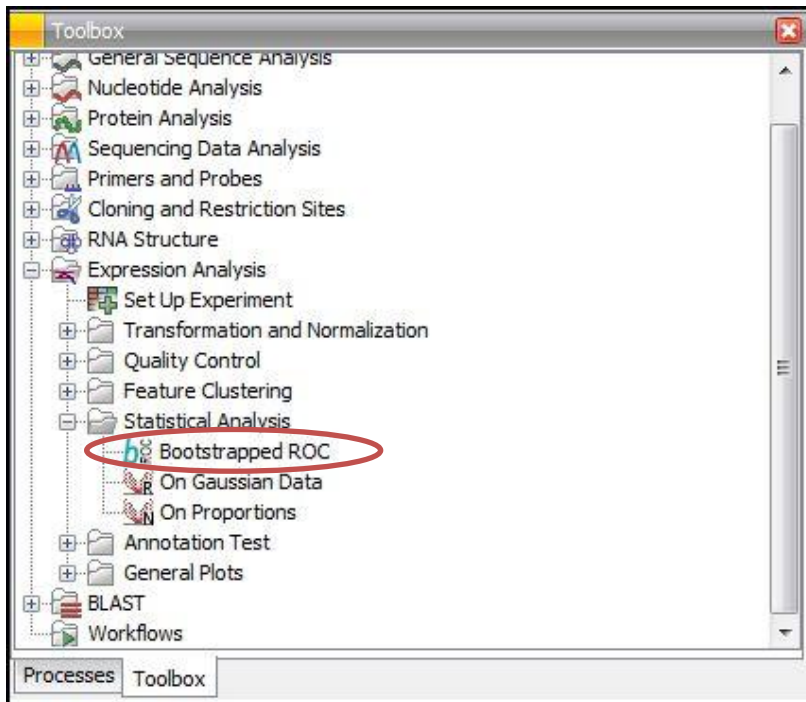 Toolbox
General Sequence Analysis
Nucleotide Analysis
Protein Analysis
Sequencing Data Analysis
Primers and Probes
Cloning and Restriction Sites
RNA Structure
Expression Analysis
Set Up Experiment
Transformation and Normalization
Quality Control
Feature Clustering
Statistical Analysis
Bootstrapped ROC
On Gaussian Data
On Proportions
Annotation Test
General Plots
BLAST
Workflows
Processes Toolbox